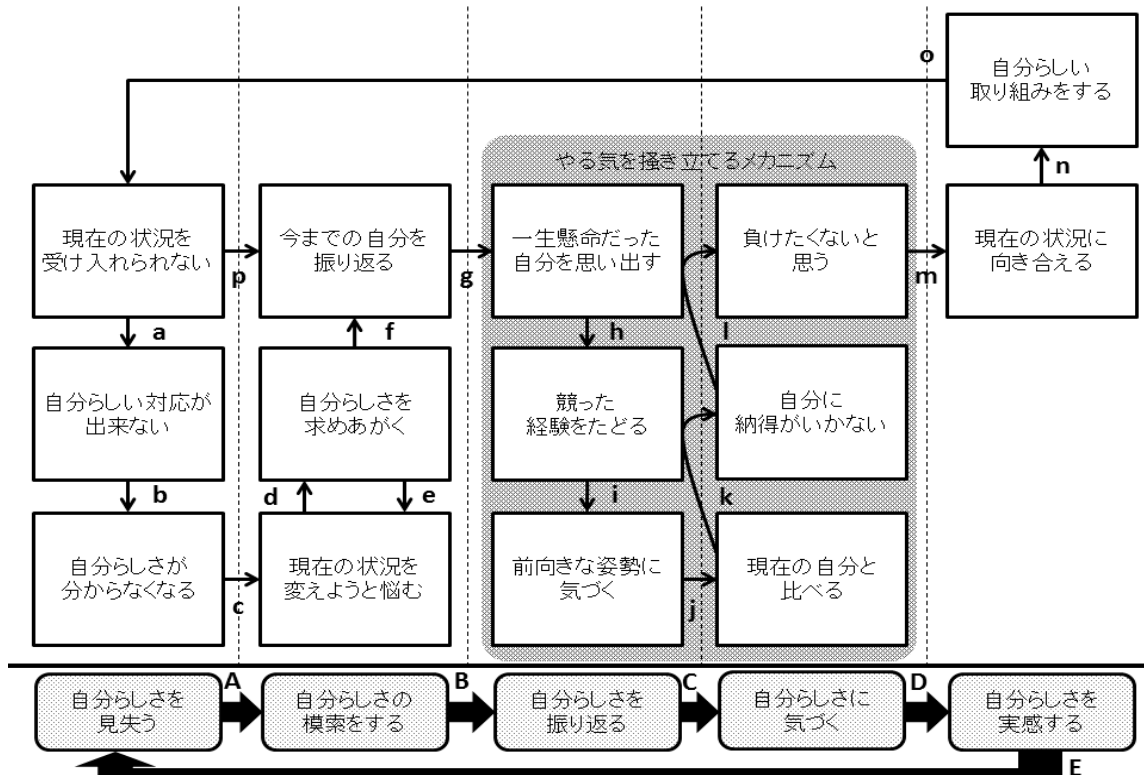 o
自分らしい
取り組みをする
やる気を掻き立てるメカニズム
n
現在の状況を
受け入れられない
p
今までの自分を
振り返る
g
一生懸命だった
自分を思い出す
負けたくないと
思う
m
現在の状況に
向き合える
a
f
h
l
自分らしい対応が
出来ない
自分らしさを
求めあがく
競った
経験をたどる
自分に
納得がいかない
b
d
e
i
k
自分らしさが
分からなくなる
c
現在の状況を
変えようと悩む
前向きな姿勢に
気づく
j
現在の自分と
比べる
自分らしさを
見失う
A
自分らしさの
模索をする
B
自分らしさを
振り返る
C
自分らしさに
気づく
D
自分らしさを
実感する
E